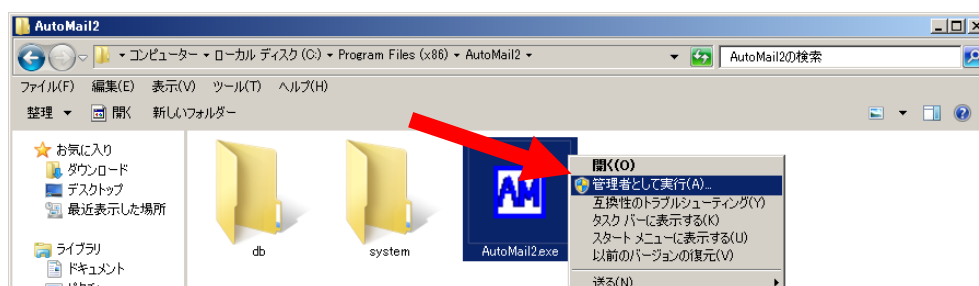 AutoMail2
コンピューター ▾ ローカル ディスク (C:) ▾ Program Files (x86) ▾ AutoMail2 ▾
AutoMail2の検索
ファイル(F) 編集(E) 表示(V) ツール(T) ヘルプ(H)
整理 ▼ 開く 新しいフォルダー
お気に入り
ダウンロード
デスクトップ
最近表示した場所
ライブラリ
ドキュメント
db
system
AM
AutoMail2.exe
開く(O)
管理者として実行(A)...
互換性のトラブルシューティング(Y)
タスク バーに表示する(K)
スタート メニューに表示する(U)
以前のバージョンの復元(V)
送る(N)